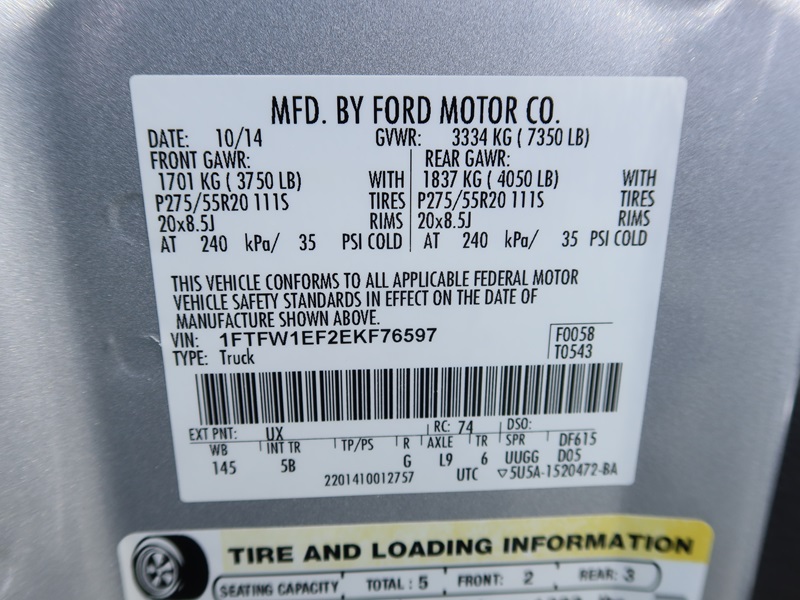 MFD. BY FORD MOTOR CO.
DATE: 10/14 GVWR: 3334 KG ( 7350 LB)
FRONT GAWR: REAR GAWR:
1701 KG ( 3750 LB) WITH 1837 KG ( 4050 LB) WITH
P275/55R20 111S TIRES P275/55R20 111S TIRES
20x8.5J RIMS 20x8.5J RIMS
AT 240 kPa/ 35 PSI COLD AT 240 kPa/ 35 PSI COLD
THIS VEHICLE CONFORMS TO ALL APPLICABLE FEDERAL MOTOR
VEHICLE SAFETY STANDARDS IN EFFECT ON THE DATE OF
MANUFACTURE SHOWN ABOVE.
VIN: 1FTFW1EF2EKF76597 F0058
TYPE: Truck T0543
EXT PNT: UX RC: 74 DSO:
WB INT TR TP/PS R AXLE TR SPR DF615
145 5B G L9 6 UUGG D05
2201410012757 UTC ▽5U5A-1520472-BA
TIRE AND LOADING INFORMATION
SEATING CAPACITY TOTAL : 5 FRONT: 2 REAR: 3